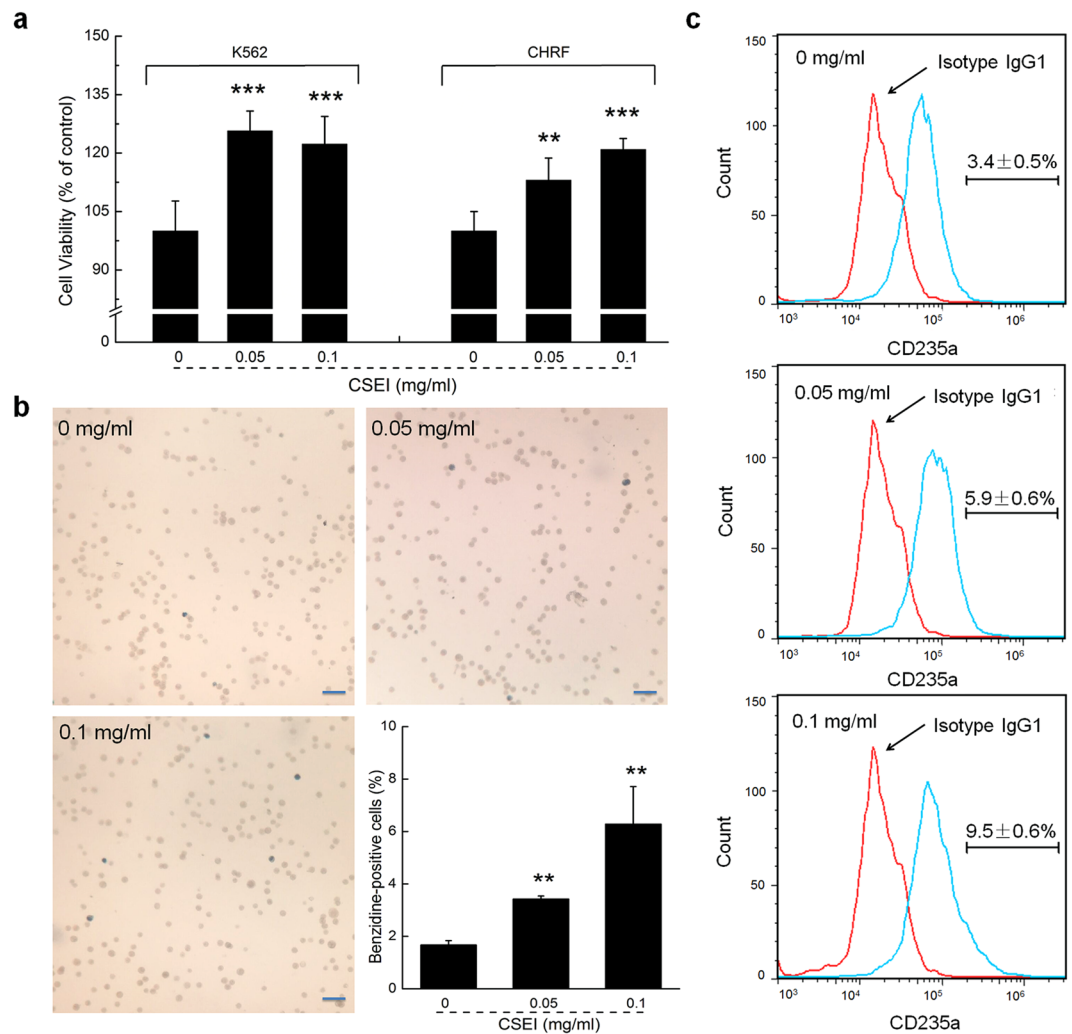 a
150
135
120
105
90
0
Cell Viability (% of control)
K562
CHRF
***
***
**
***
0 0.05 0.1 0 0.05 0.1
CSEI (mg/ml)
b
0 mg/ml
0.05 mg/ml
0.1 mg/ml
10
8
6
4
2
0
Benzidine-positive cells (%)
**
**
0 0.05 0.1
CSEI (mg/ml)
c
150
100
50
0
Count
0 mg/ml
Isotype IgG1
3.4±0.5%
10³ 10⁴ 10⁵ 10⁶
CD235a
150
100
50
0
Count
0.05 mg/ml
Isotype IgG1
5.9±0.6%
10³ 10⁴ 10⁵ 10⁶
CD235a
150
100
50
0
Count
0.1 mg/ml
Isotype IgG1
9.5±0.6%
10³ 10⁴ 10⁵ 10⁶
CD235a